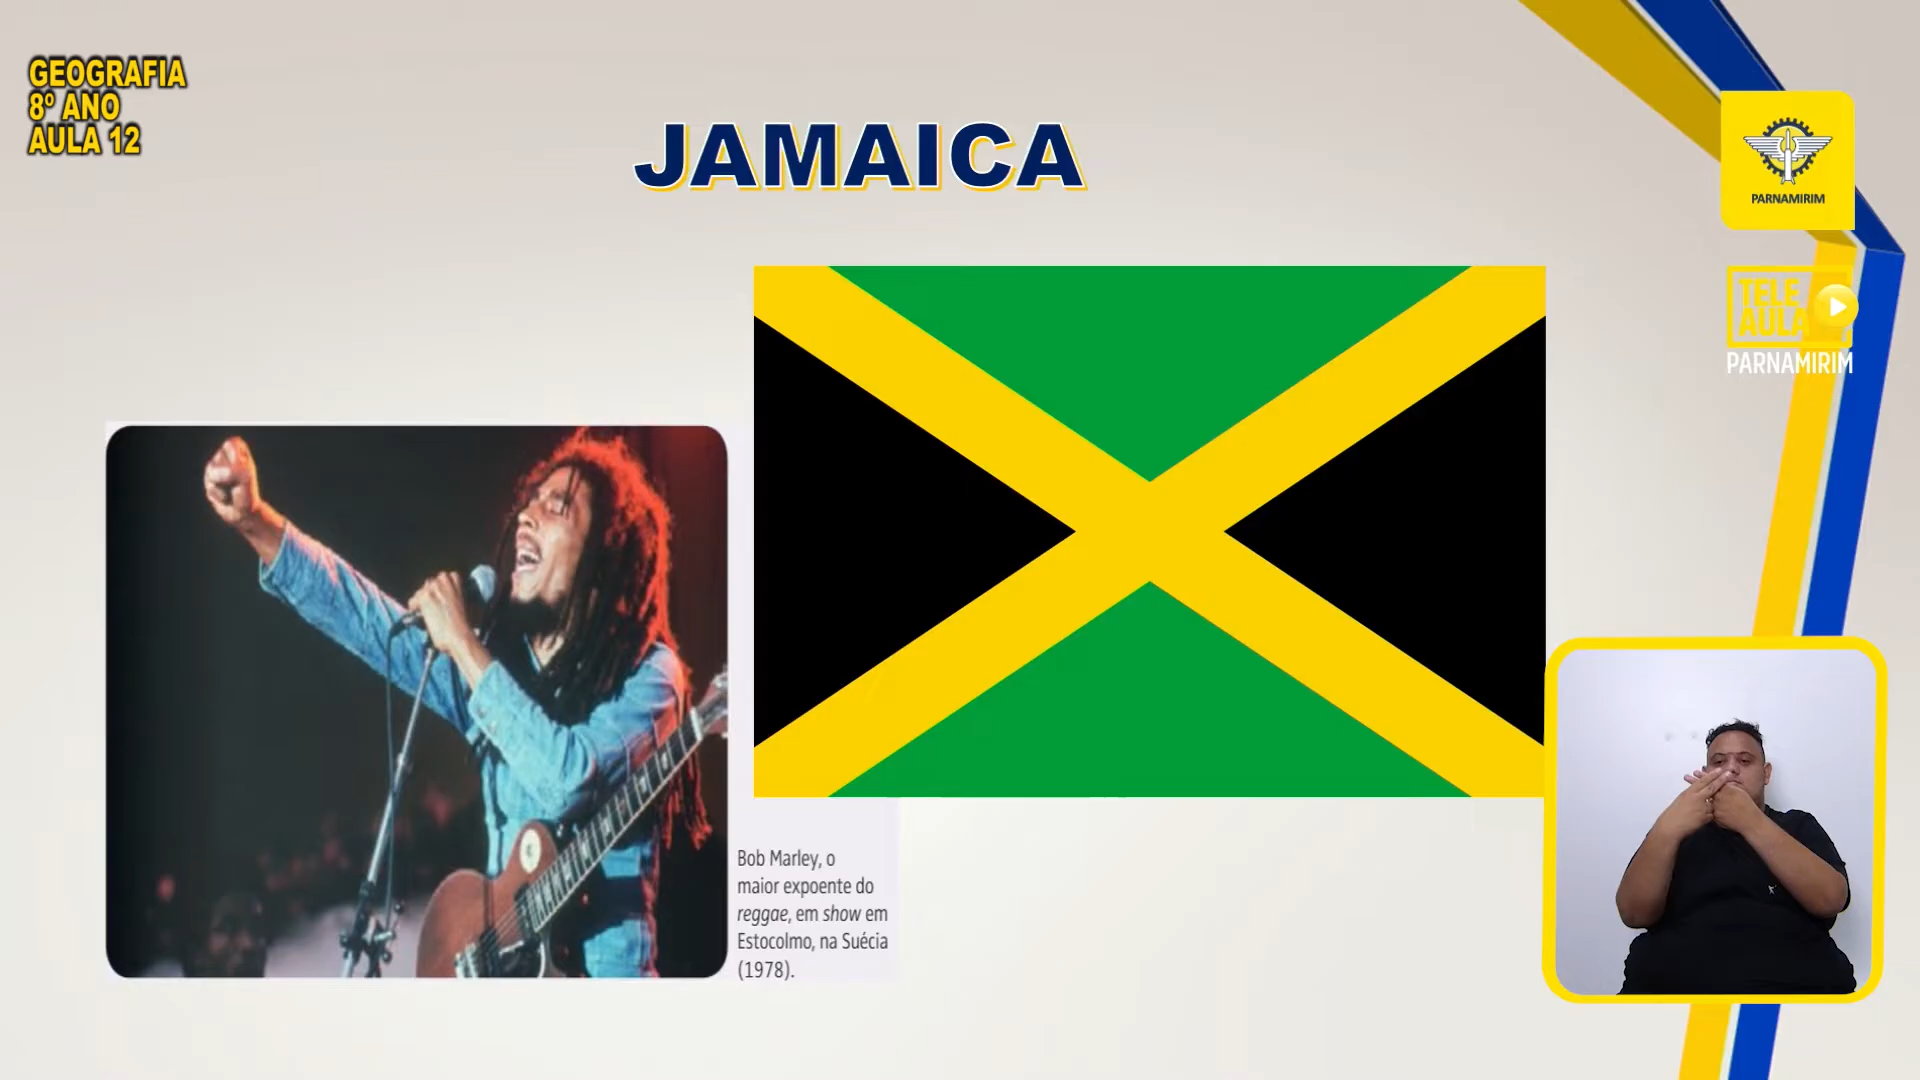 GEOGRAFIA
8º ANO
AULA 12
JAMAICA
PARNAMIRIM
TELE
AULA
PARNAMIRIM
Bob Marley, o
maior expoente do
reggae, em show em
Estocolmo, na Suécia
(1978).